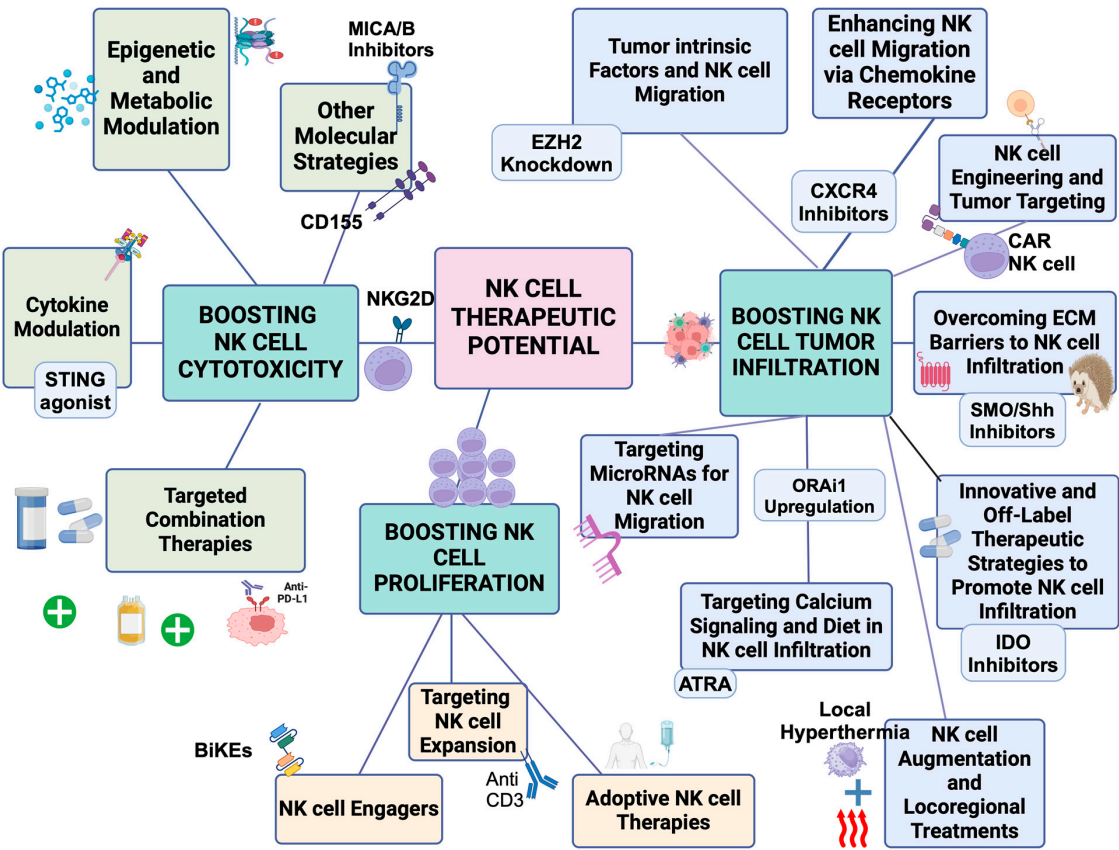 Epigenetic
and
Metabolic
Modulation
MICA/B
Inhibitors
Other
Molecular
Strategies
CD155
Cytokine
Modulation
STING
agonist
BOOSTING
NK CELL
CYTOTOXICITY
NKG2D
NK CELL
THERAPEUTIC
POTENTIAL
Targeted
Combination
Therapies
Anti-
PD-L1
BOOSTING NK
CELL
PROLIFERATION
BiKEs
NK cell Engagers
Targeting
NK cell
Expansion
Anti
CD3
Adoptive NK cell
Therapies
Tumor intrinsic
Factors and NK cell
Migration
EZH2
Knockdown
Enhancing NK
cell Migration
via Chemokine
Receptors
CXCR4
Inhibitors
NK cell
Engineering and
Tumor Targeting
CAR
NK cell
BOOSTING NK
CELL TUMOR
INFILTRATION
Overcoming ECM
Barriers to NK cell
Infiltration
SMO/Shh
Inhibitors
Targeting
MicroRNAs for
NK cell
Migration
ORAi1
Upregulation
Targeting Calcium
Signaling and Diet in
NK cell Infiltration
ATRA
Innovative and
Off-Label
Therapeutic
Strategies to
Promote NK cell
Infiltration
IDO
Inhibitors
Local
Hyperthermia
NK cell
Augmentation
and
Locoregional
Treatments